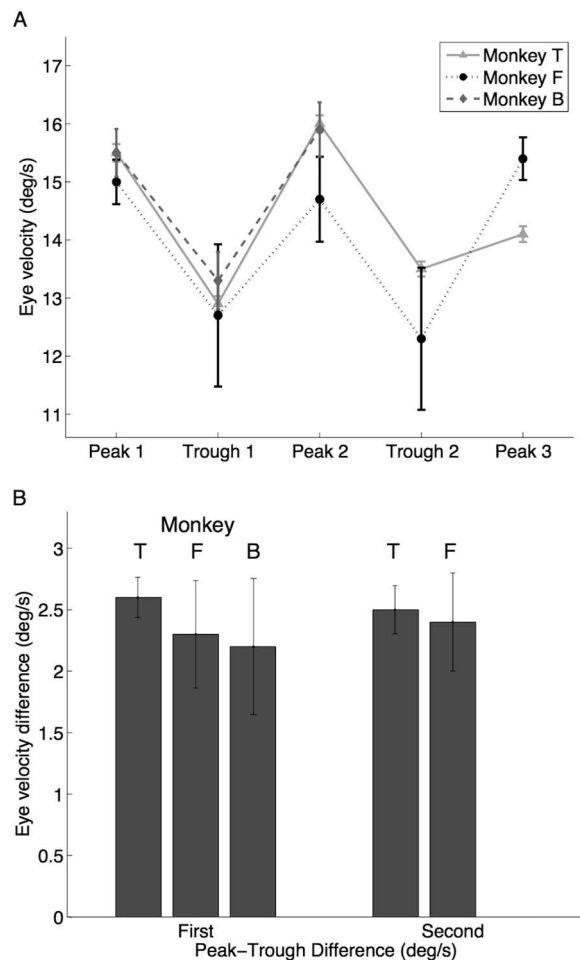 A
Eye velocity (deg/s)
17
16
15
14
13
12
11
Monkey T
Monkey F
Monkey B
Peak 1 Trough 1 Peak 2 Trough 2 Peak 3
B
Eye velocity difference (deg/s)
3
2.5
2
1.5
1
0.5
0
Monkey
T F B T F
First Second
Peak−Trough Difference (deg/s)